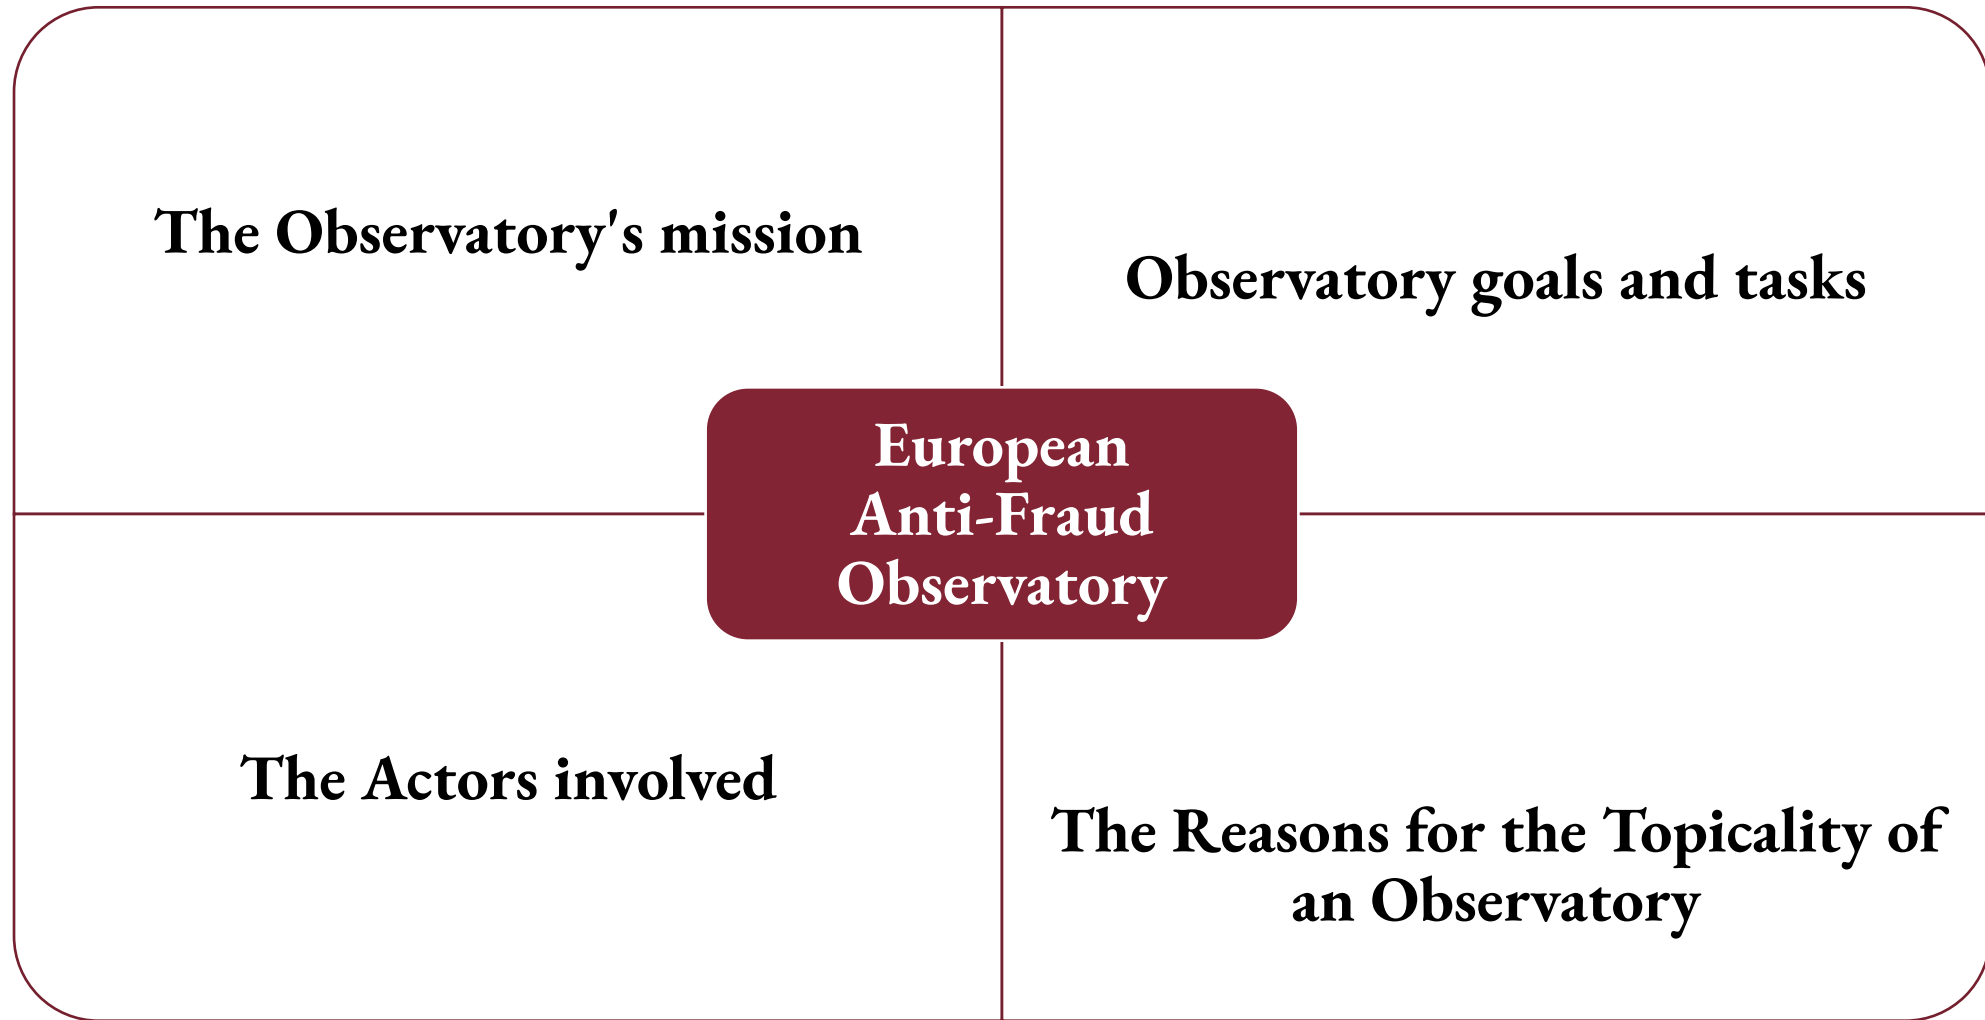 The Observatory's mission
Observatory goals and tasks
European
Anti-Fraud
Observatory
The Actors involved
The Reasons for the Topicality of
an Observatory